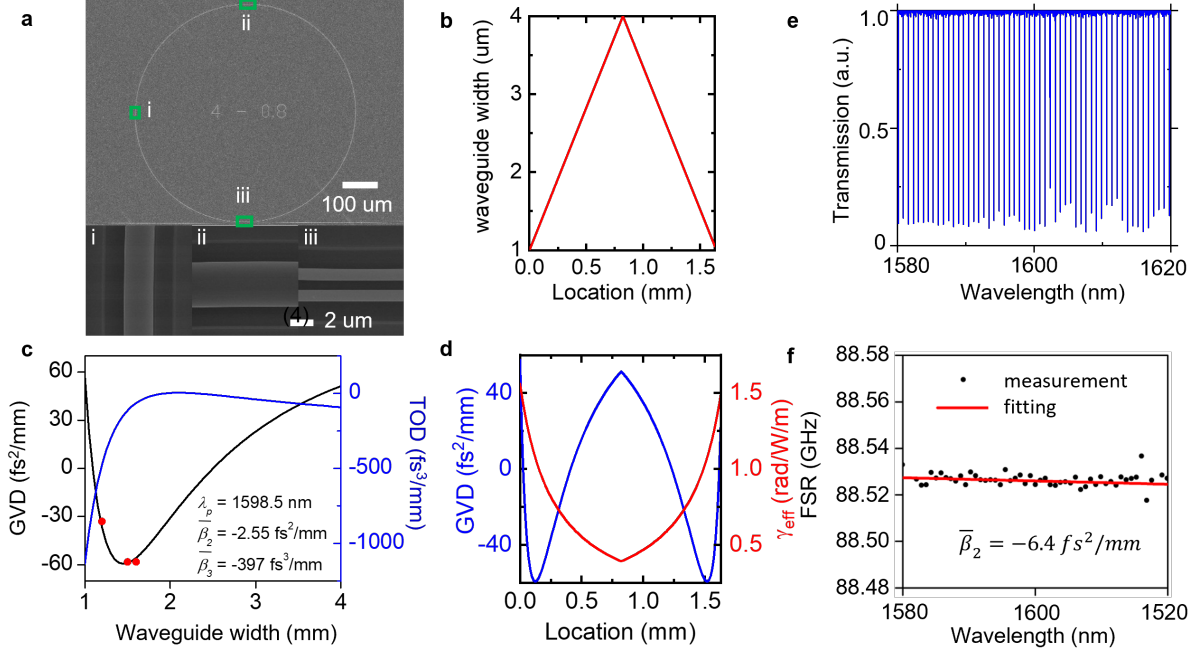 a
ii
i
4 - 0.8
iii
100 um
i
ii
iii
(4)
2 um
b
waveguide width (um)
4
3
2
1
0.0
0.5
1.0
1.5
Location (mm)
e
Transmission (a.u.)
1.0
0.5
0
1580
1600
1620
Wavelength (nm)
c
GVD (fs²/mm)
60
30
0
-30
-60
0
-500
-1000
TOD (fs³/mm)
λp = 1598.5 nm
β̅₂ = -2.55 fs²/mm
β̅₃ = -397 fs³/mm
1
2
3
4
Waveguide width (mm)
d
GVD (fs²/mm)
40
0
-40
1.5
1.0
0.5
γeff (rad/W/m)
0.0
0.5
1.0
1.5
Location (mm)
f
FSR (GHz)
88.58
88.56
88.54
88.53
88.52
88.50
88.48
measurement
fitting
β̅₂ = −6.4 fs²/mm
1580
1600
1520
Wavelength (nm)